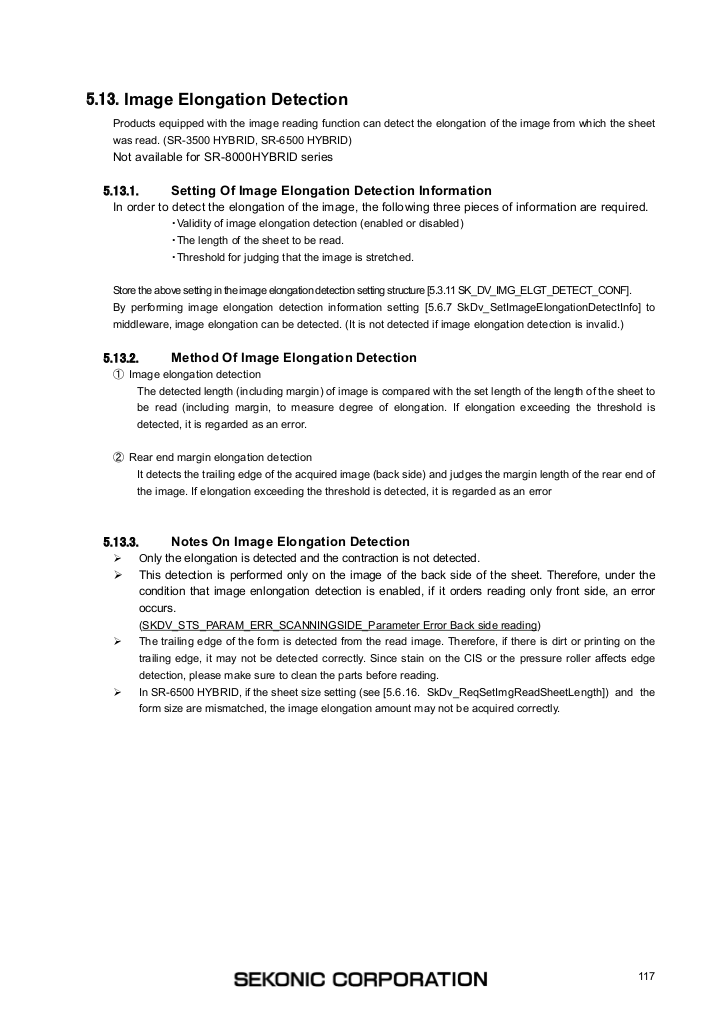 5.13. Image Elongation Detection
Products equipped with the image reading function can detect the elongation of the image from which the sheet
was read. (SR-3500 HYBRID, SR-6500 HYBRID)
Not available for SR-8000HYBRID series
5.13.1. Setting Of Image Elongation Detection Information
In order to detect the elongation of the image, the following three pieces of information are required.
・Validity of image elongation detection (enabled or disabled)
・The length of the sheet to be read.
・Threshold for judging that the image is stretched.
Store the above setting in the image elongation detection setting structure [5.3.11 SK_DV_IMG_ELGT_DETECT_CONF].
By performing image elongation detection information setting [5.6.7 SkDv_SetImageElongationDetectInfo] to
middleware, image elongation can be detected. (It is not detected if image elongation detection is invalid.)
5.13.2. Method Of Image Elongation Detection
① Image elongation detection
The detected length (including margin) of image is compared with the set length of the length of the sheet to
be read (including margin, to measure degree of elongation. If elongation exceeding the threshold is
detected, it is regarded as an error.
② Rear end margin elongation detection
It detects the trailing edge of the acquired image (back side) and judges the margin length of the rear end of
the image. If elongation exceeding the threshold is detected, it is regarded as an error
5.13.3. Notes On Image Elongation Detection
➢ Only the elongation is detected and the contraction is not detected.
➢ This detection is performed only on the image of the back side of the sheet. Therefore, under the
condition that image enlongation detection is enabled, if it orders reading only front side, an error
occurs.
(SKDV_STS_PARAM_ERR_SCANNINGSIDE_Parameter Error Back side reading)
➢ The trailing edge of the form is detected from the read image. Therefore, if there is dirt or printing on the
trailing edge, it may not be detected correctly. Since stain on the CIS or the pressure roller affects edge
detection, please make sure to clean the parts before reading.
➢ In SR-6500 HYBRID, if the sheet size setting (see [5.6.16. SkDv_ReqSetImgReadSheetLength]) and the
form size are mismatched, the image elongation amount may not be acquired correctly.
SEKONIC CORPORATION
117